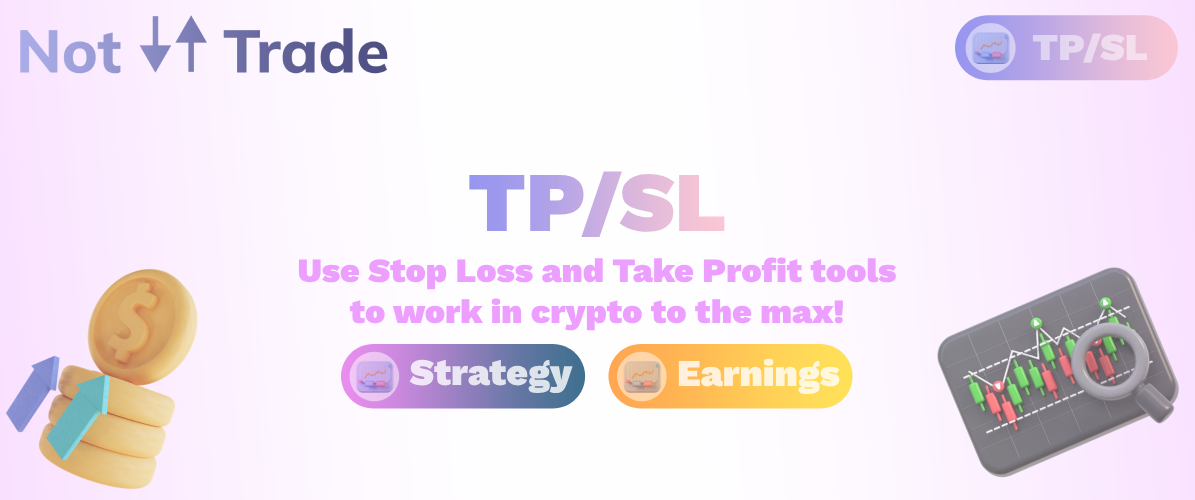 Not Trade
TP/SL
TP/SL
Use Stop Loss and Take Profit tools
to work in crypto to the max!
Strategy
Earnings